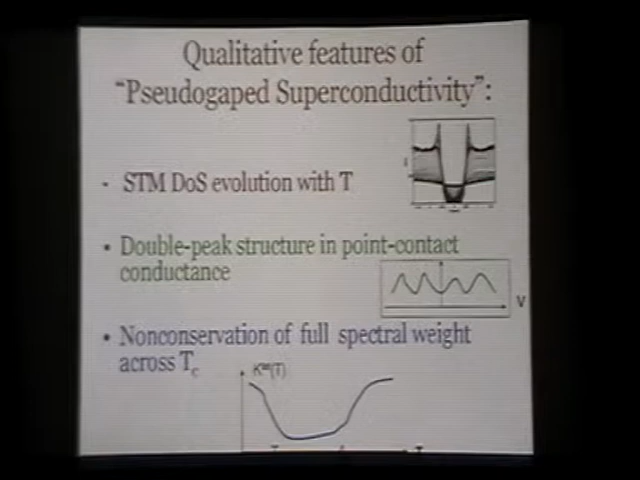 Qualitative features of
“Pseudogaped Superconductivity”:
- STM DoS evolution with T
• Double-peak structure in point-contact
conductance
V
• Nonconservation of full spectral weight
across Tc
(T)
T